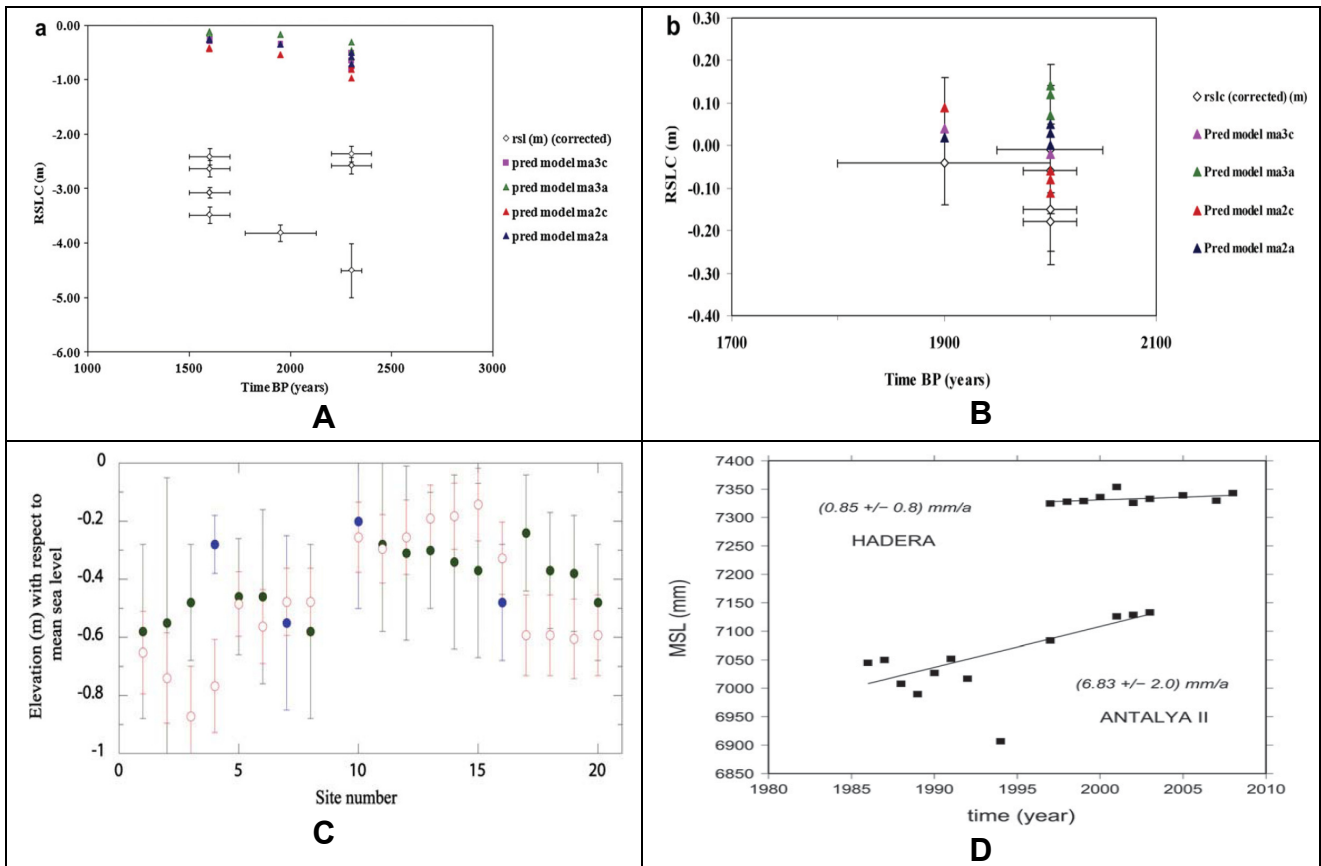 a
0.00
-1.00
-2.00
-3.00
-4.00
-5.00
-6.00
RSLC (m)
1000 1500 2000 2500 3000
Time BP (years)
rsl (m) (corrected)
pred model ma3c
pred model ma3a
pred model ma2c
pred model ma2a
A
b
0.30
0.20
0.10
0.00
-0.10
-0.20
-0.30
-0.40
RSLC (m)
1700 1900 2100
Time BP (years)
rslc (corrected) (m)
Pred model ma3c
Pred model ma3a
Pred model ma2c
Pred model ma2a
B
0
-0.2
-0.4
-0.6
-0.8
-1
Elevation (m) with respect to
mean sea level
0 5 10 15 20
Site number
C
7400
7350
7300
7250
7200
7150
7100
7050
7000
6950
6900
6850
MSL (mm)
(0.85 +/- 0.8) mm/a
HADERA
(6.83 +/- 2.0) mm/a
ANTALYA II
1980 1985 1990 1995 2000 2005 2010
time (year)
D